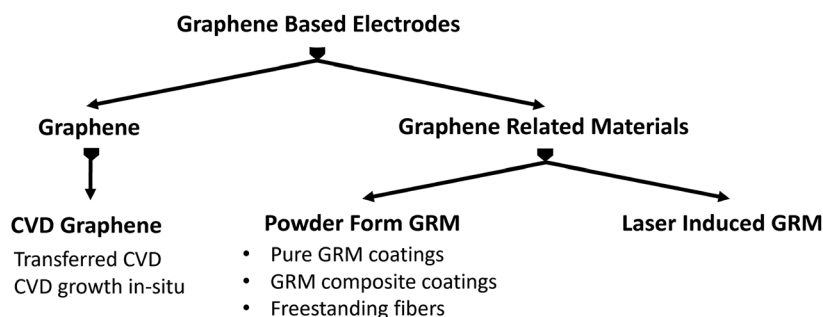 Graphene Based Electrodes
Graphene
Graphene Related Materials
CVD Graphene
Transferred CVD
CVD growth in-situ
Powder Form GRM
• Pure GRM coatings
• GRM composite coatings
• Freestanding fibers
Laser Induced GRM